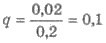 q = 0,02/0,2 = 0,1